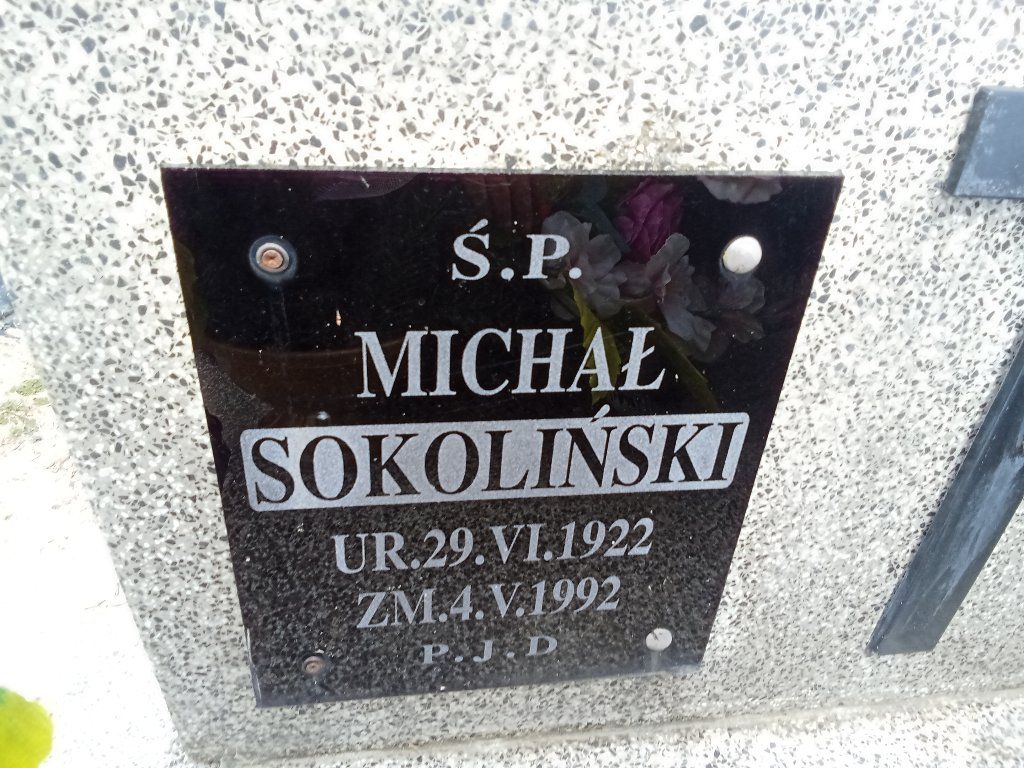 Ś.P.
MICHAŁ
SOKOLIŃSKI
UR.29.VI.1922
ZM.4.V.1992
P.J.D